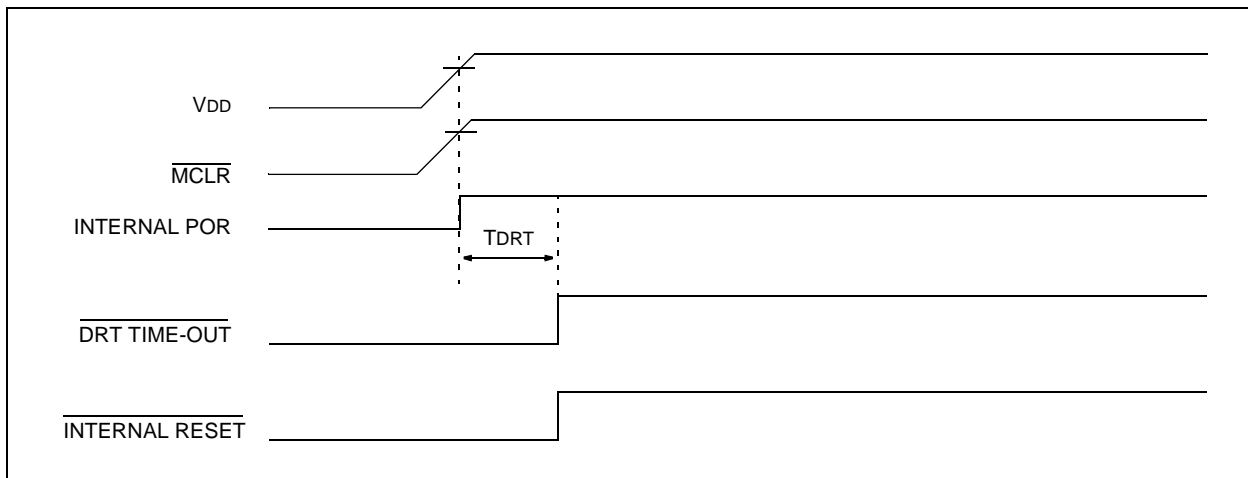 VDD
MCLR
INTERNAL POR
TDRT
DRT TIME-OUT
INTERNAL RESET